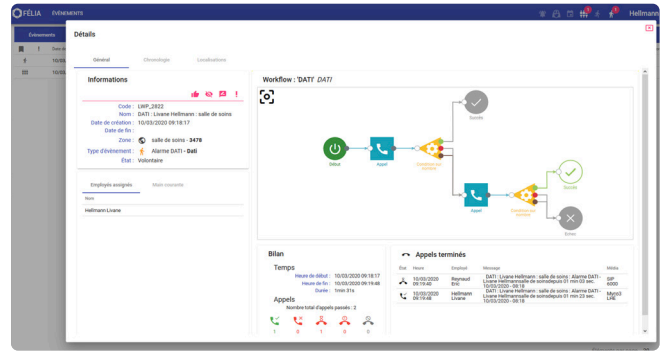 FÉLIA ÉVÉNEMENTS
Hellmann
Évènements
Détails
Général Chronologie Localisations
Informations
Code : LWP_2822
Nom : DATI : Livane Hellmann : salle de soins
Date de création : 10/03/2020 09:18:17
Date de fin :
Zone : salle de soins - 3478
Type d'évènement : Alarme DATI - Dati
État : Volontaire
Employés assignés Main courante
Nom
Hellmann Livane
Workflow : 'DATI' DATI
Succès
Début
Appel
Succès
Appel
Echec
Bilan
Temps
Heure de début : 10/03/2020 09:18:17
Heure de fin : 10/03/2020 09:19:48
Durée : 1min 31s
Appels
Nombre total d'appels passés : 2
1 0 1 0 0
Appels terminés
État Heure Employé Message Média
10/03/2020 09:19:40 Reynaud Eric DATI : Livane Hellmann : salle de soins : Alarme DATI - Livane Hellmannsalle de soinsdepuis 01 min 03 sec. 10/03/2020 - 09:18 SIP 6000
10/03/2020 09:19:48 Hellmann Livane DATI : Livane Hellmann : salle de soins : Alarme DATI - Livane Hellmannsalle de soinsdepuis 01 min 23 sec. 10/03/2020 - 09:18 Myco3 LHE